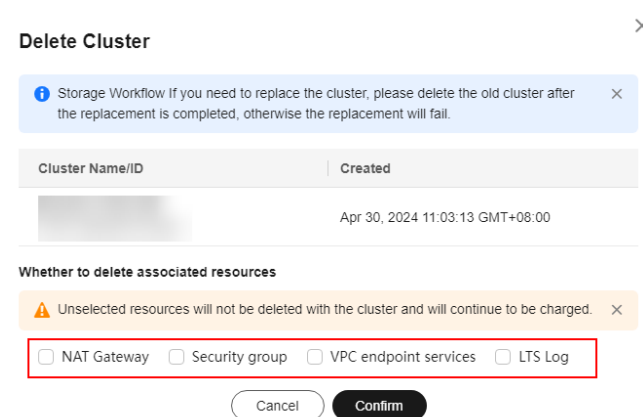 Delete Cluster
Storage Workflow If you need to replace the cluster, please delete the old cluster after
the replacement is completed, otherwise the replacement will fail.
Cluster Name/ID Created
Apr 30, 2024 11:03:13 GMT+08:00
Whether to delete associated resources
Unselected resources will not be deleted with the cluster and will continue to be charged.
NAT Gateway Security group VPC endpoint services LTS Log
Cancel Confirm